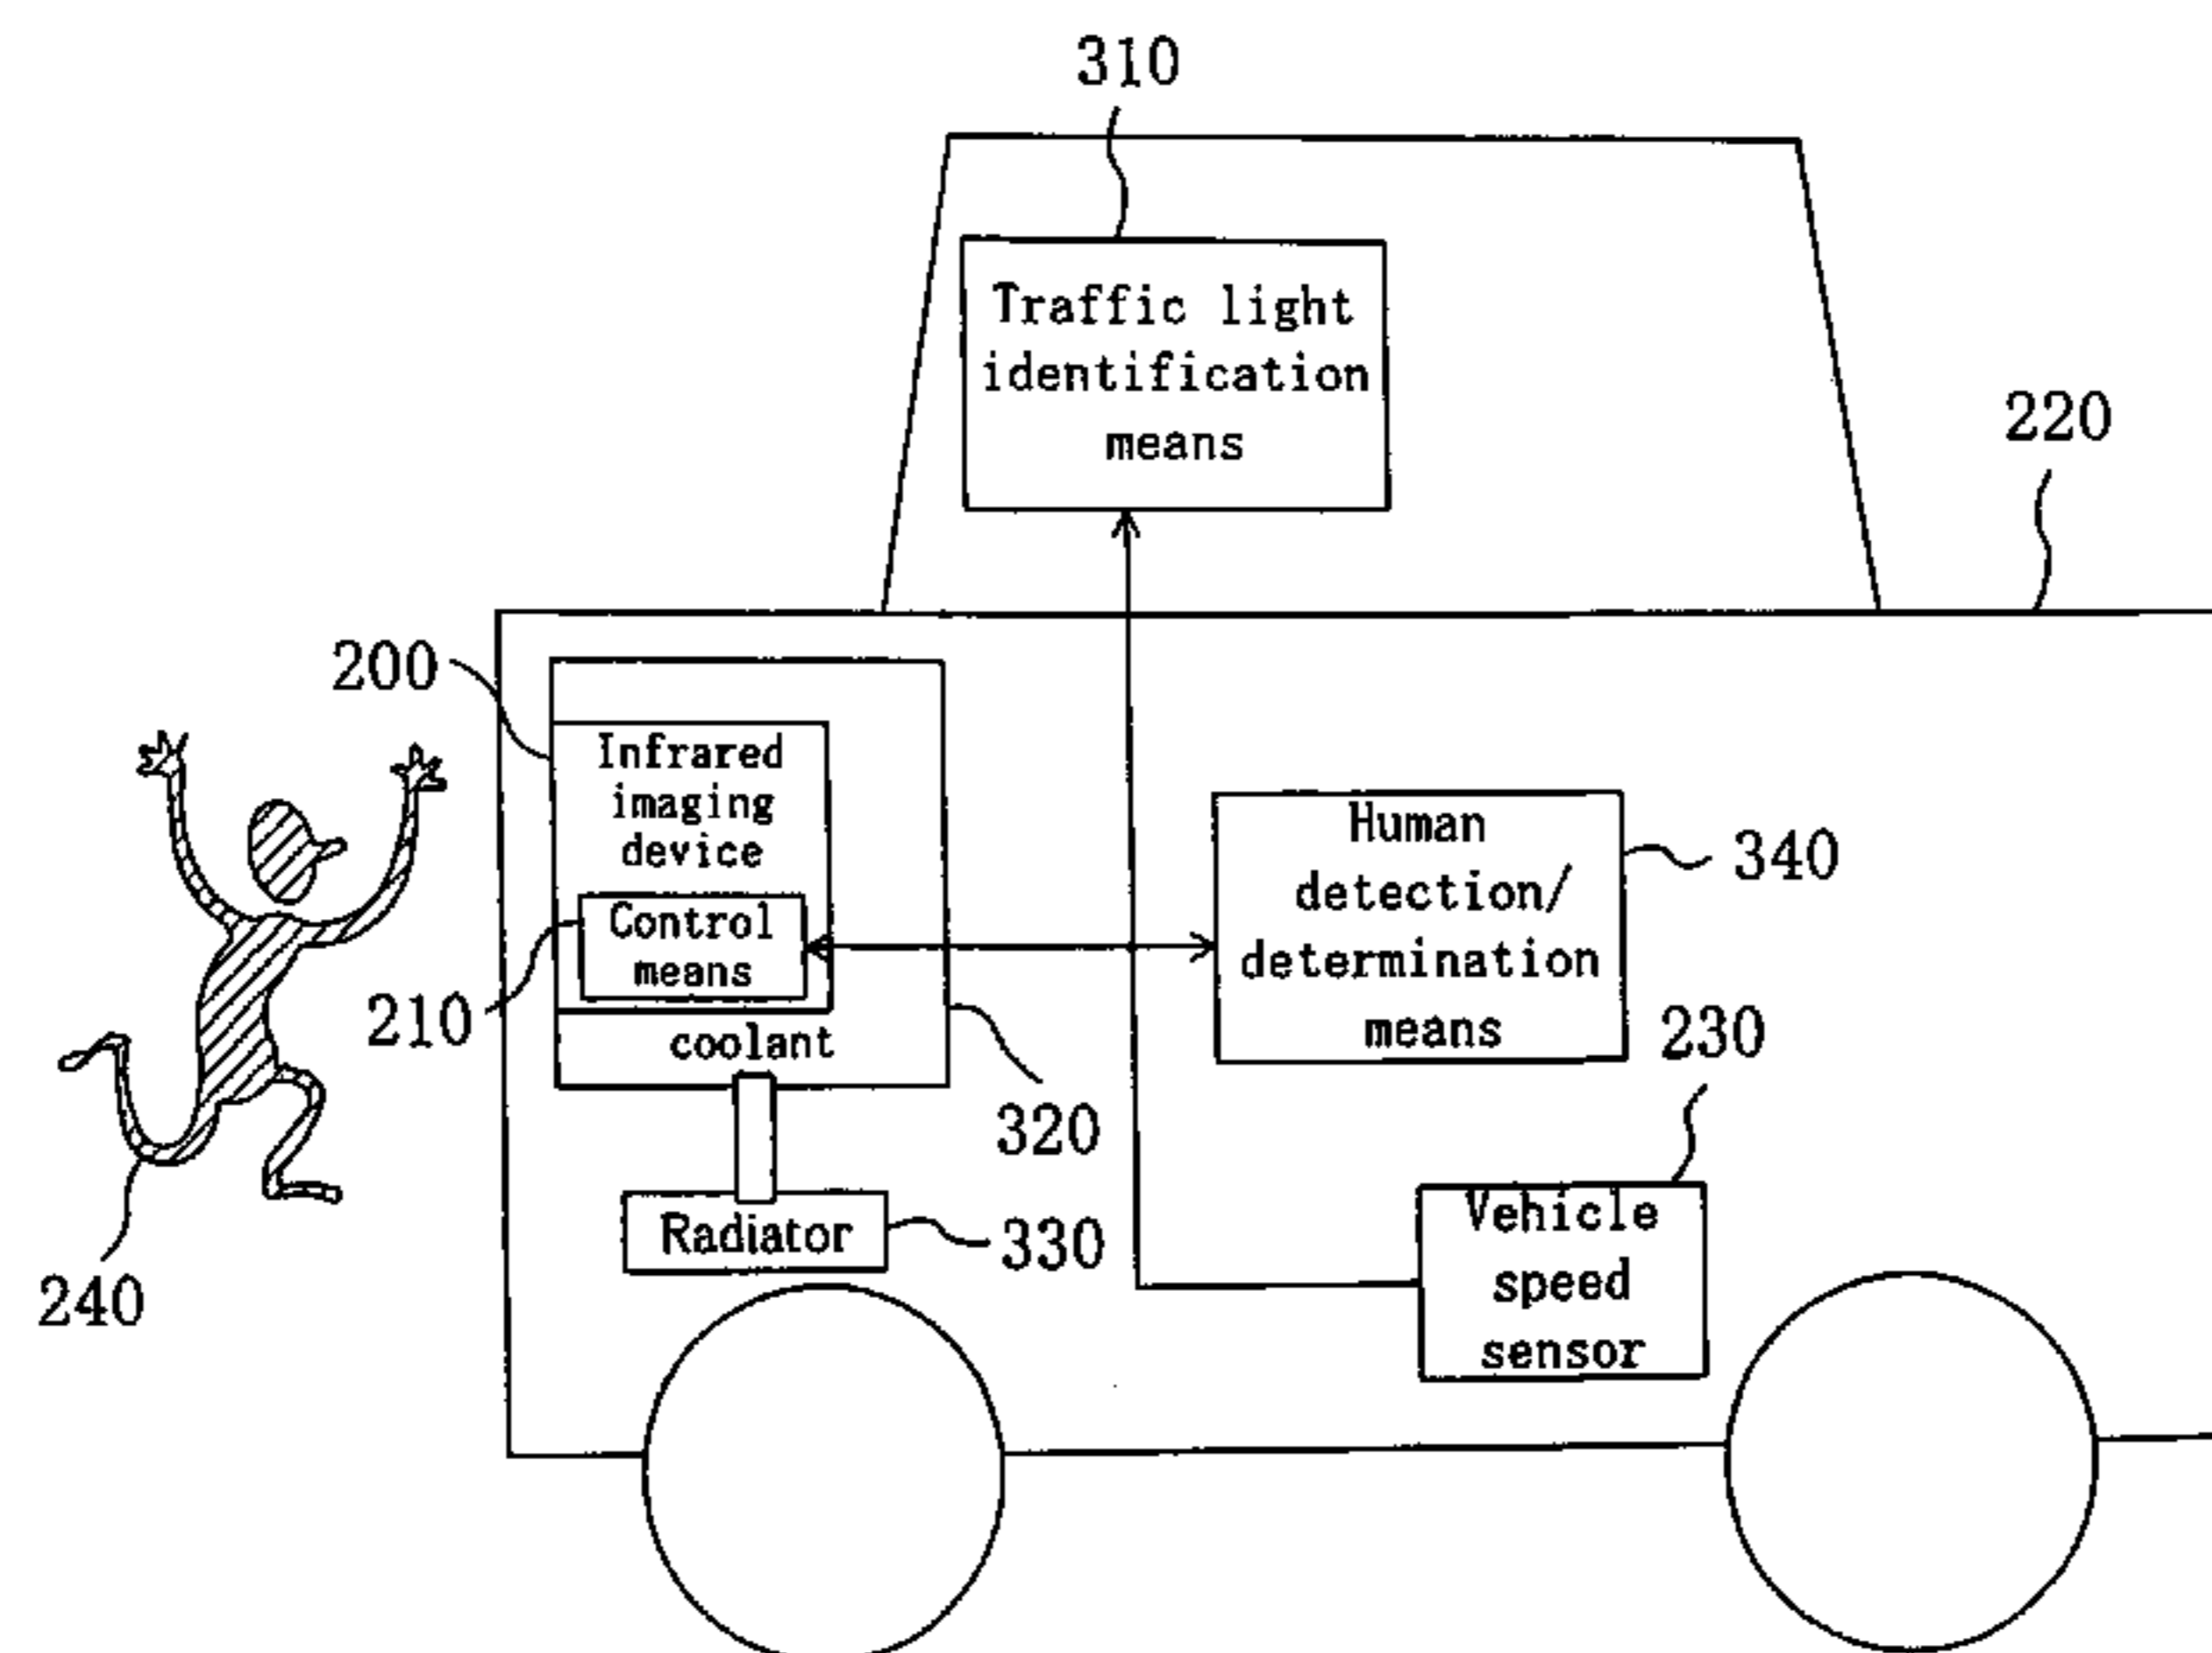 310
Traffic light
identification
means
220
200
Infrared
imaging
device
Control
means
210
coolant
320
Radiator
330
Human
detection/
determination
means
340
230
Vehicle
speed
sensor
240